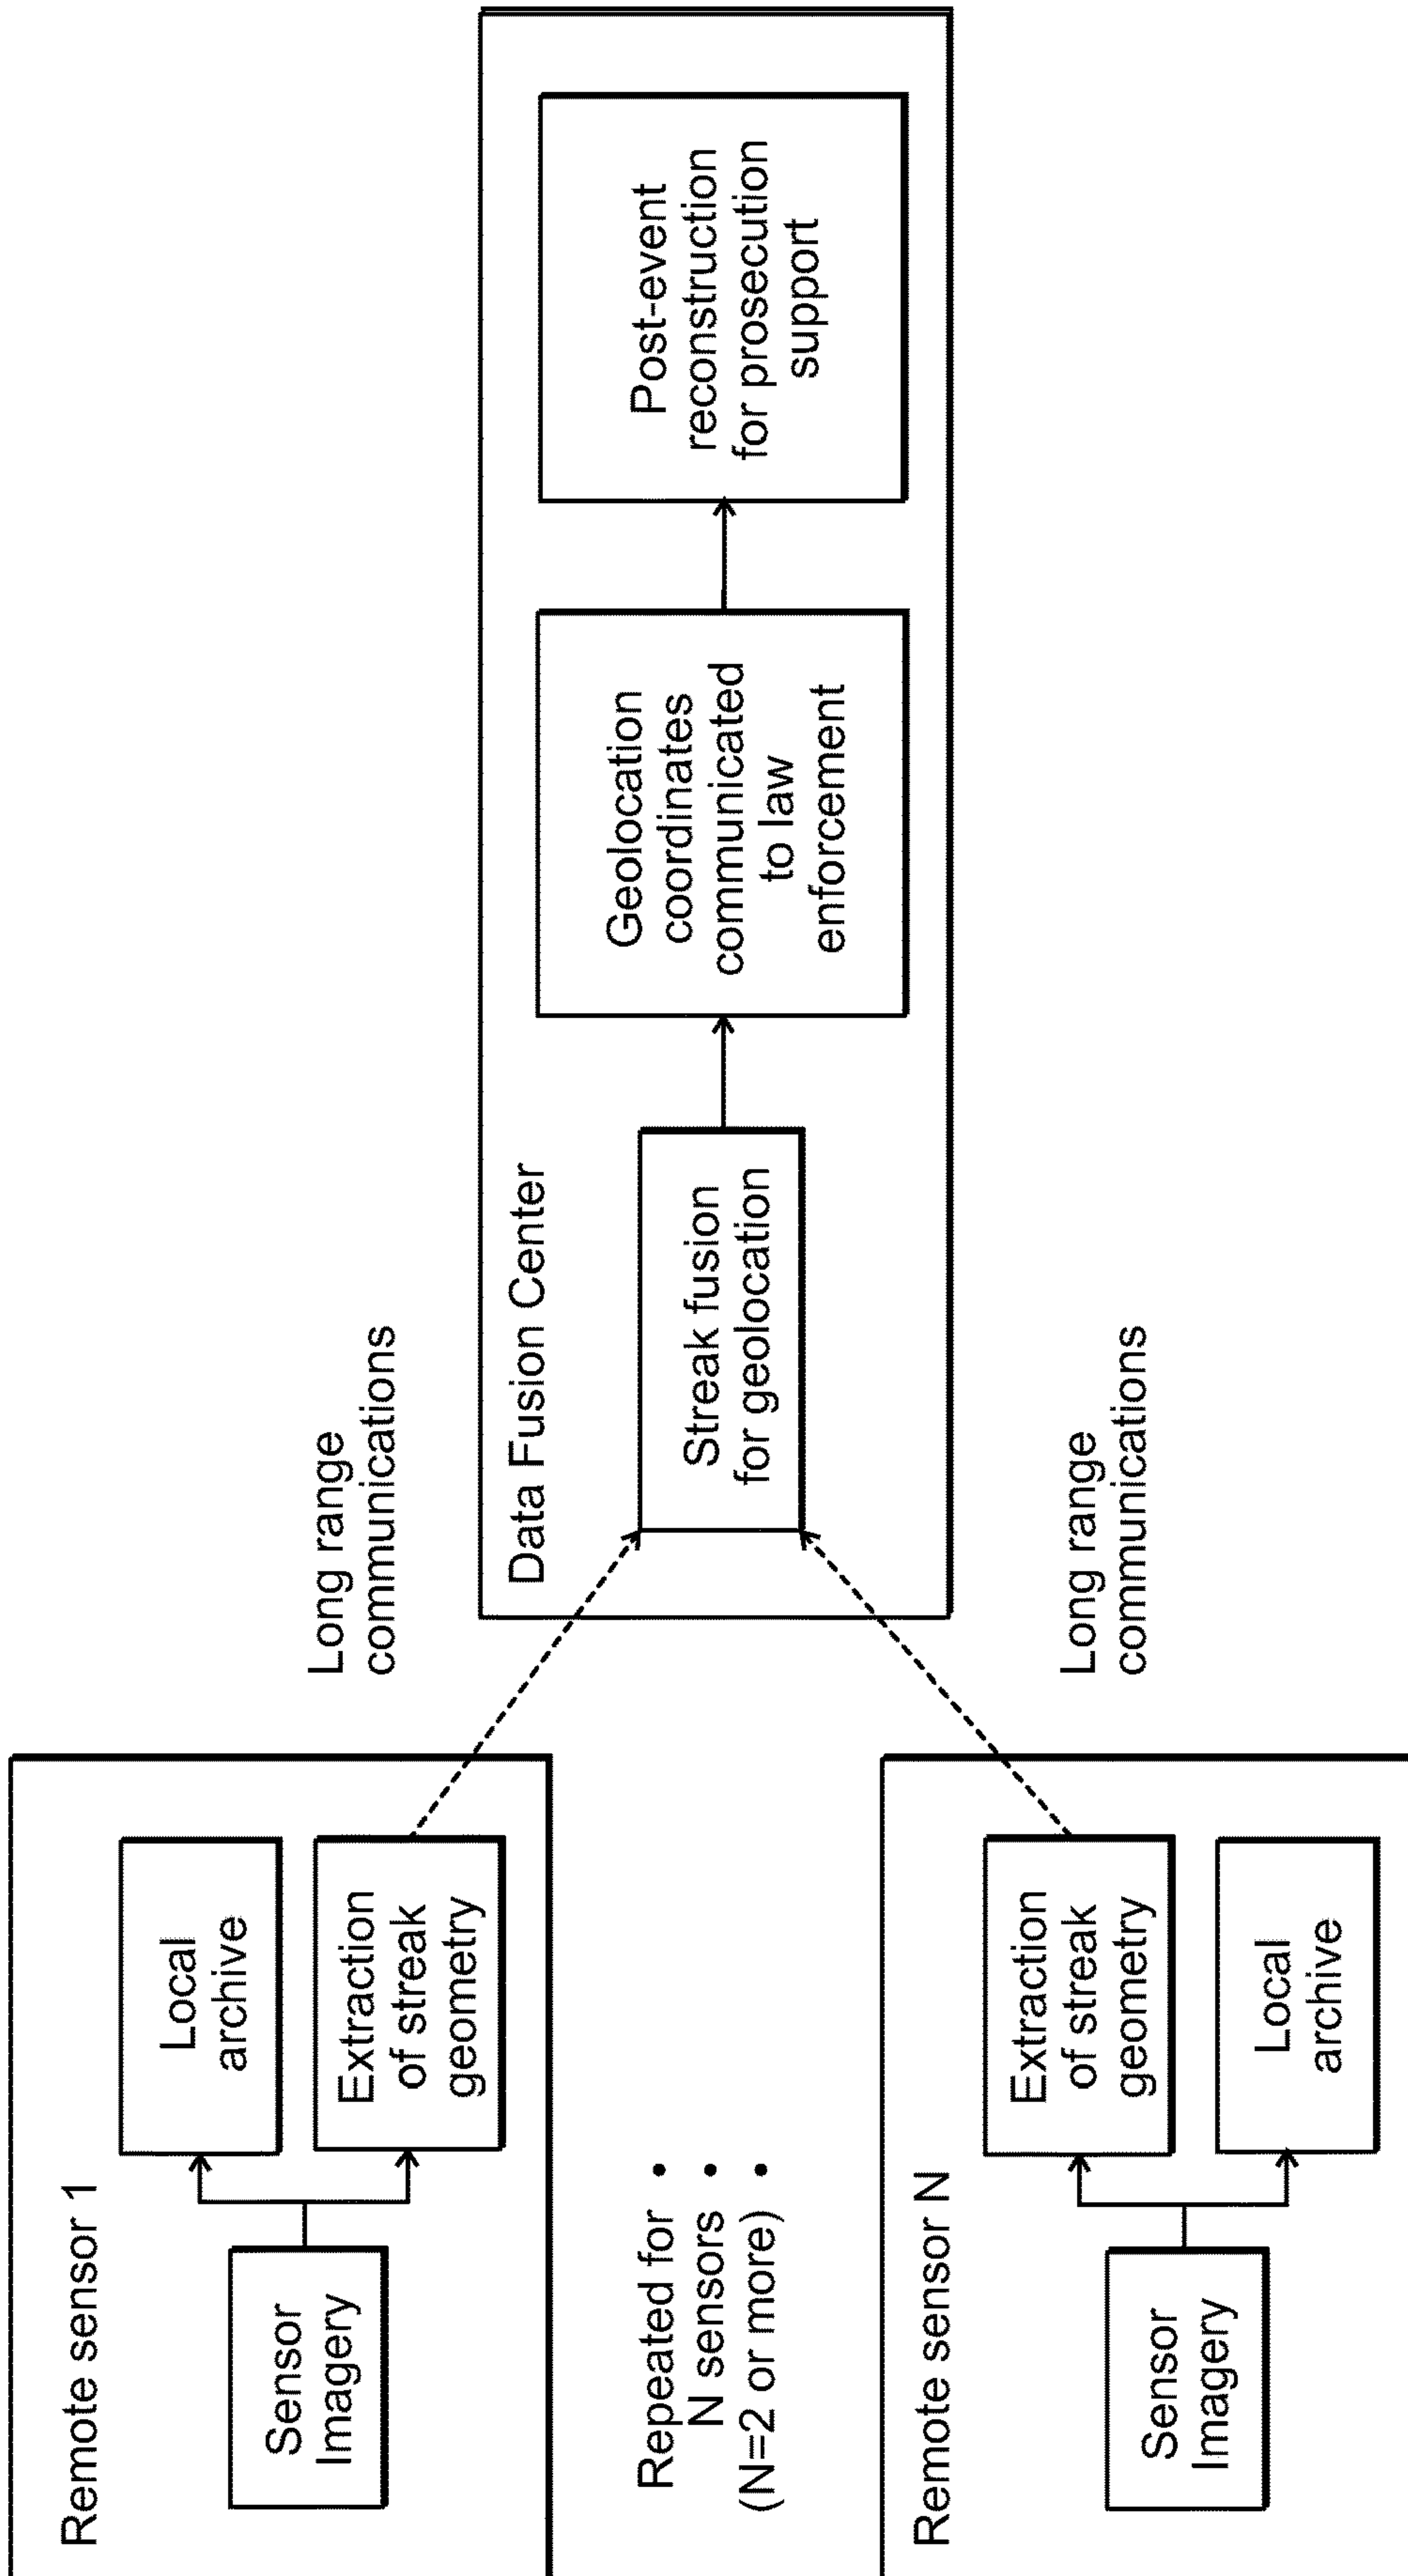 Remote sensor 1
Sensor
Imagery
Local
archive
Extraction
of streak
geometry
Long range
communications
Repeated for
N sensors
(N=2 or more)
Remote sensor N
Sensor
Imagery
Extraction
of streak
geometry
Local
archive
Long range
communications
Data Fusion Center
Streak fusion
for geolocation
Geolocation
coordinates
communicated
to law
enforcement
Post-event
reconstruction
for prosecution
support